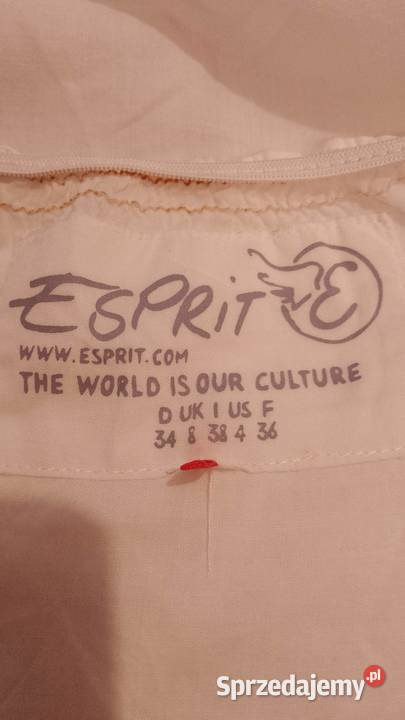 ESPRIT E
WWW.ESPRIT.COM
THE WORLD IS OUR CULTURE
D UK I US F
34 8 38 4 36
Sprzedajemy.pl